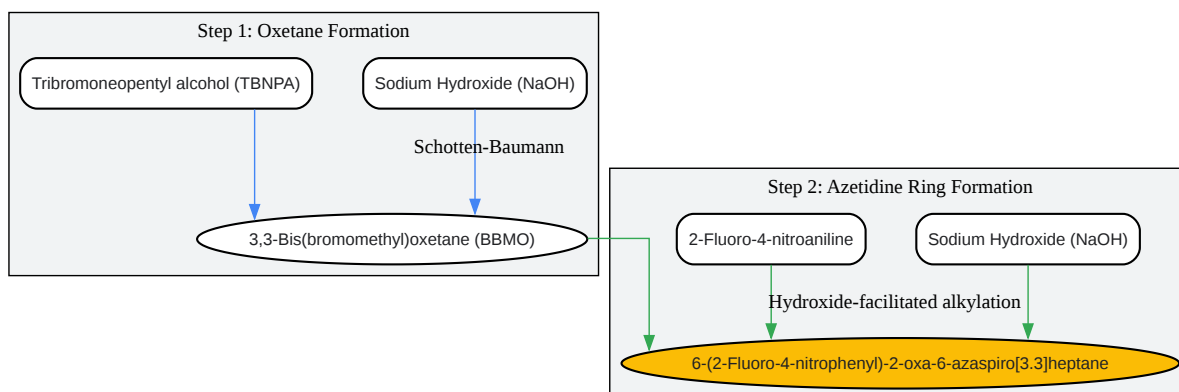 Step 1: Oxetane Formation
Tribromoneopentyl alcohol (TBNPA)
Sodium Hydroxide (NaOH)
Schotten-Baumann
3,3-Bis(bromomethyl)oxetane (BBMO)
Step 2: Azetidine Ring Formation
2-Fluoro-4-nitroaniline
Sodium Hydroxide (NaOH)
Hydroxide-facilitated alkylation
6-(2-Fluoro-4-nitrophenyl)-2-oxa-6-azaspiro[3.3]heptane